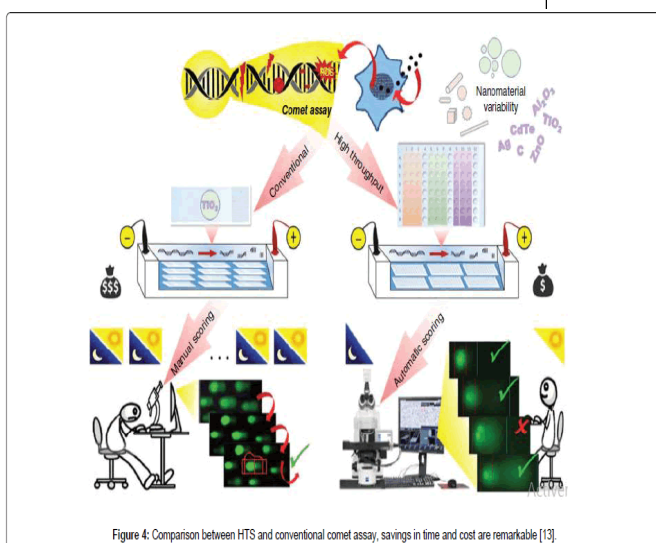 ROS
Comet assay
Nanomaterial
variability
Al₂O₃
TiO₂
CdTe
Ag
C
ZnO
Conventional
High throughput
TiO₂
−
+
−
+
$$$
$
Manual scoring
...
Automatic scoring
Figure 4: Comparison between HTS and conventional comet assay, savings in time and cost are remarkable [13].